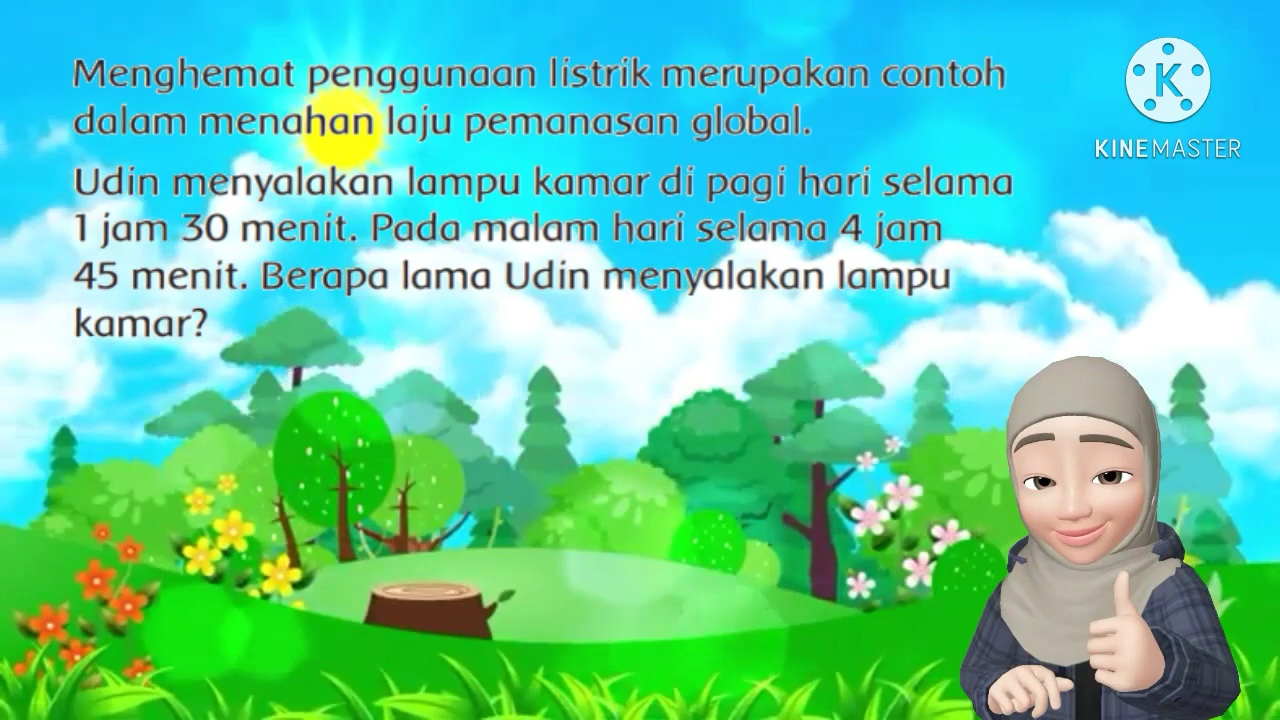 Menghemat penggunaan listrik merupakan contoh
dalam menahan laju pemanasan global.
Udin menyalakan lampu kamar di pagi hari selama
1 jam 30 menit. Pada malam hari selama 4 jam
45 menit. Berapa lama Udin menyalakan lampu
kamar?
K
KINEMASTER